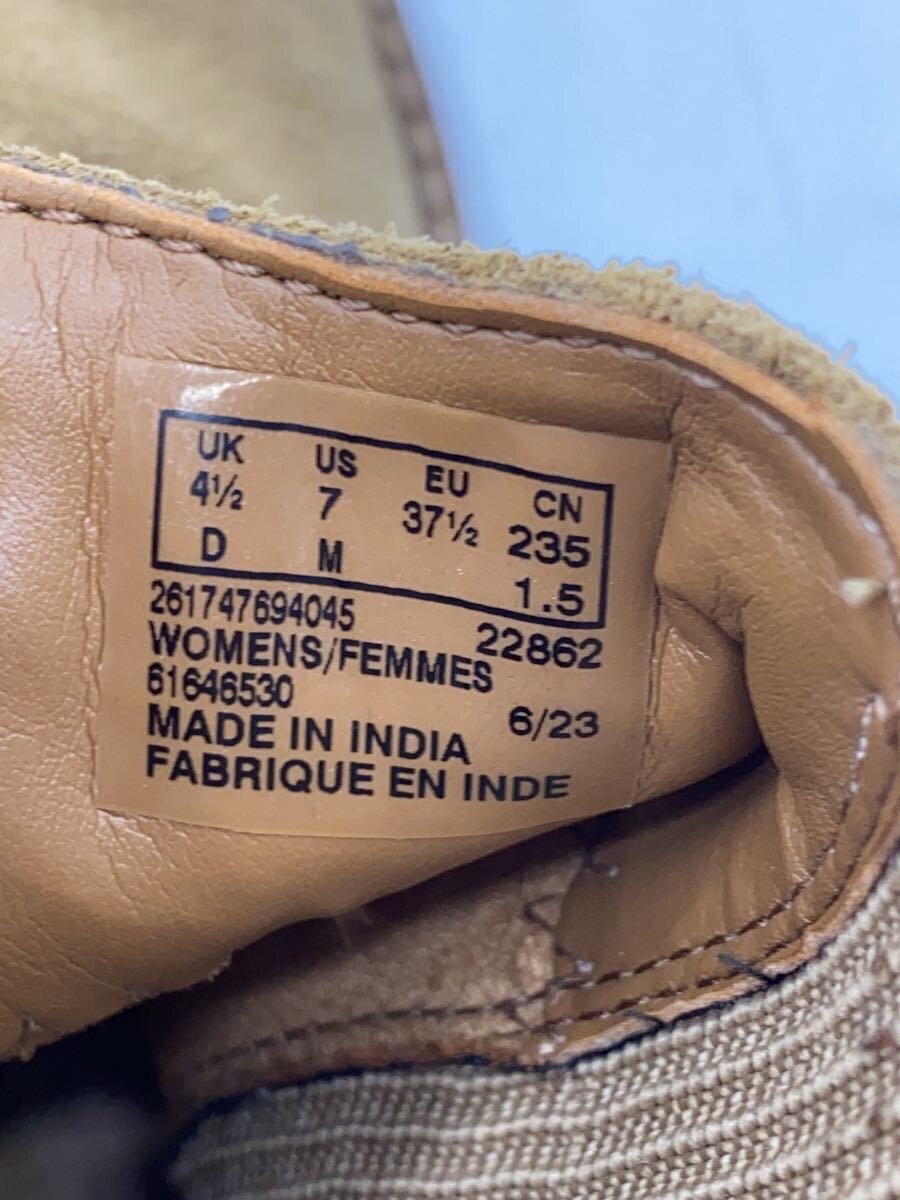 UK US EU CN
4½ 7 37½ 235
D M 1.5
261747694045 22862
WOMENS/FEMMES
61646530 6/23
MADE IN INDIA
FABRIQUE EN INDE